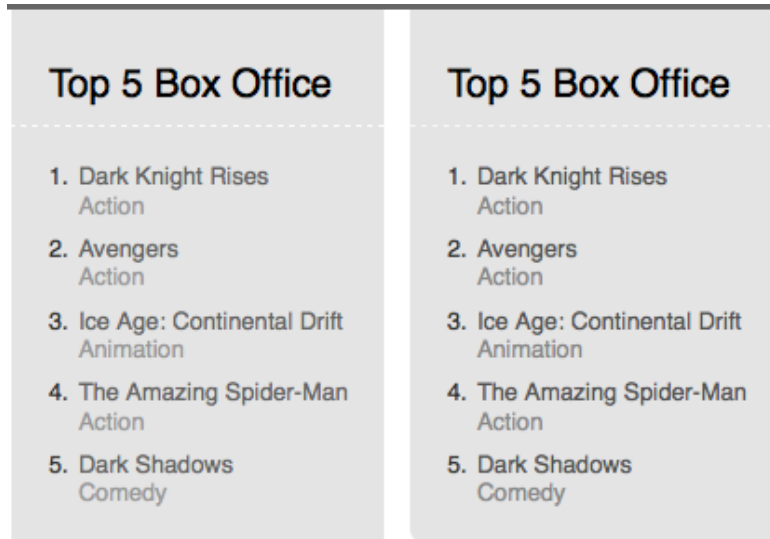 Top 5 Box Office
1. Dark Knight Rises
Action
2. Avengers
Action
3. Ice Age: Continental Drift
Animation
4. The Amazing Spider-Man
Action
5. Dark Shadows
Comedy
Top 5 Box Office
1. Dark Knight Rises
Action
2. Avengers
Action
3. Ice Age: Continental Drift
Animation
4. The Amazing Spider-Man
Action
5. Dark Shadows
Comedy